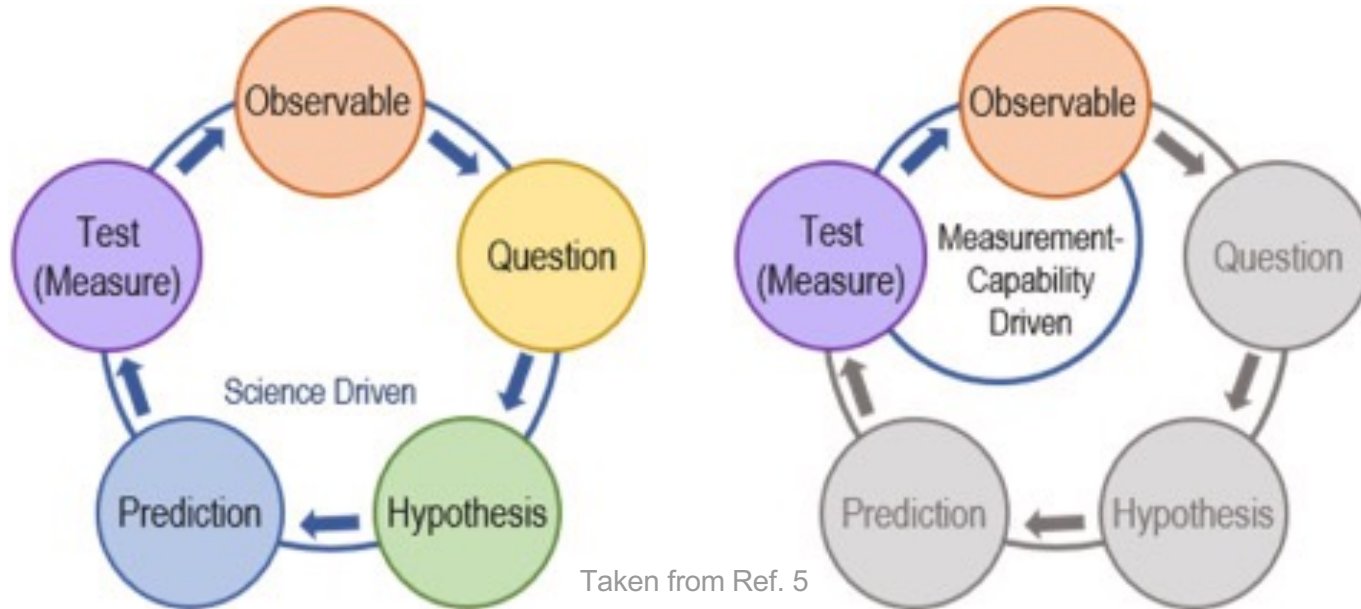 Observable
Question
Hypothesis
Prediction
Test
(Measure)
Science Driven
Observable
Question
Hypothesis
Prediction
Test
(Measure)
Measurement-
Capability
Driven
Taken from Ref. 5